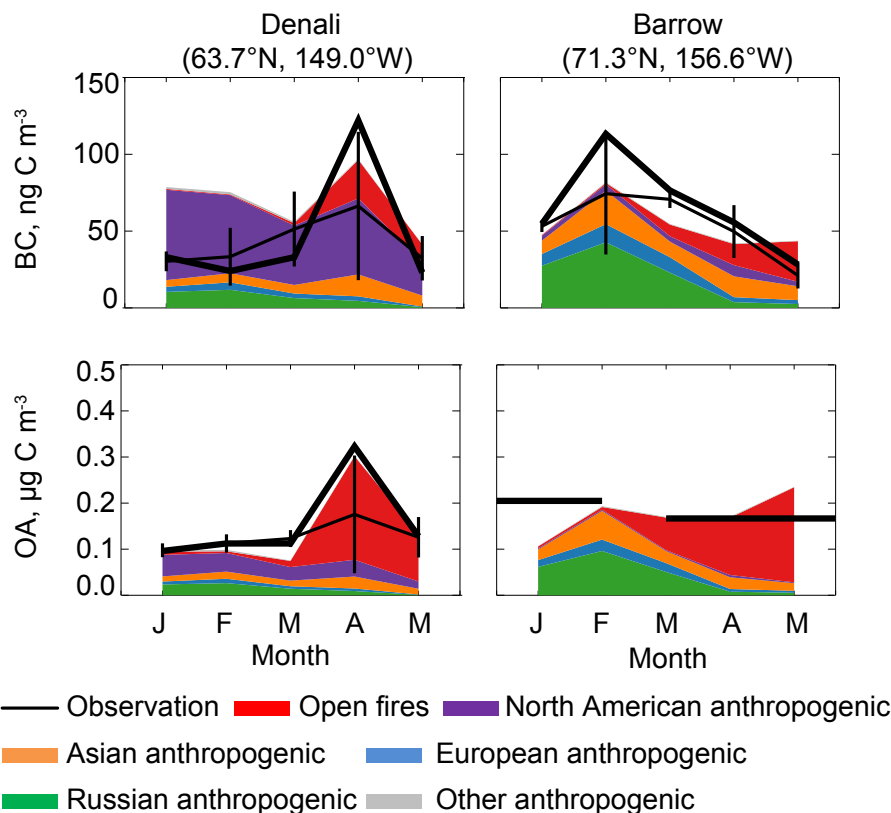 Denali
(63.7°N, 149.0°W)
Barrow
(71.3°N, 156.6°W)
BC, ng C m⁻³
150
100
50
0
OA, µg C m⁻³
0.5
0.4
0.3
0.2
0.1
0.0
J F M A M
Month
J F M A M
Month
Observation Open fires North American anthropogenic
Asian anthropogenic European anthropogenic
Russian anthropogenic Other anthropogenic